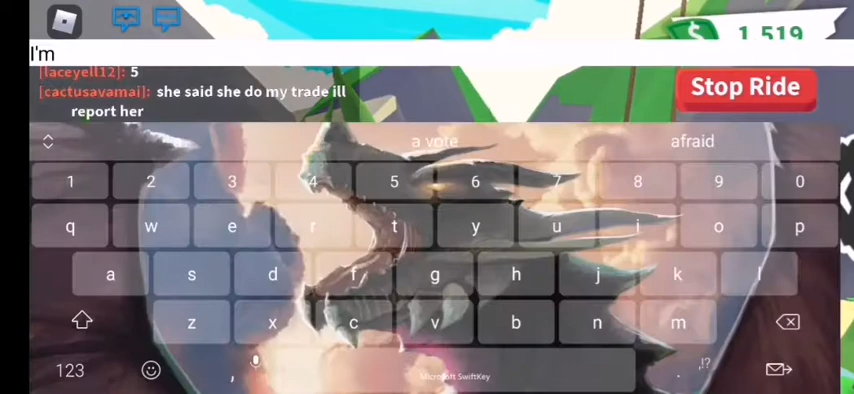 1,519
I'm
[laceyell12]: 5
[cactusavamai]: she said she do my trade ill
report her
Stop Ride
a vote afraid
1 2 3 4 5 6 7 8 9 0
q w e r t y u i o p
a s d f g h j k l
z x c v b n m
123 , Microsoft SwiftKey . ,!?